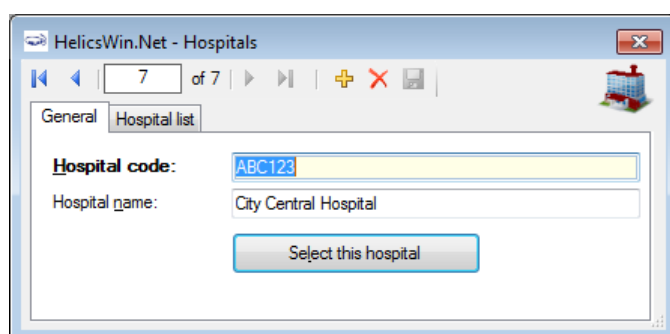 HelicsWin.Net - Hospitals
7 of 7
General Hospital list
Hospital code: ABC123
Hospital name: City Central Hospital
Select this hospital